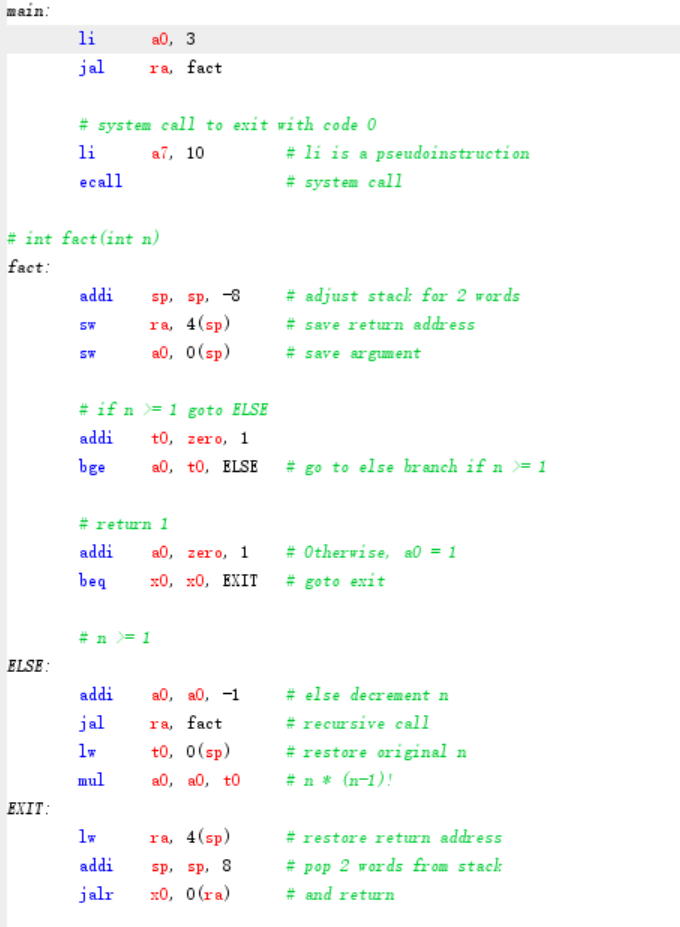 main:
li a0, 3
jal ra, fact
# system call to exit with code 0
li a7, 10 # li is a pseudoinstruction
ecall # system call
# int fact(int n)
fact:
addi sp, sp, -8 # adjust stack for 2 words
sw ra, 4(sp) # save return address
sw a0, 0(sp) # save argument
# if n >= 1 goto ELSE
addi t0, zero, 1
bge a0, t0, ELSE # go to else branch if n >= 1
# return 1
addi a0, zero, 1 # Otherwise, a0 = 1
beq x0, x0, EXIT # goto exit
# n >= 1
ELSE:
addi a0, a0, -1 # else decrement n
jal ra, fact # recursive call
lw t0, 0(sp) # restore original n
mul a0, a0, t0 # n * (n-1)!
EXIT:
lw ra, 4(sp) # restore return address
addi sp, sp, 8 # pop 2 words from stack
jalr x0, 0(ra) # and return